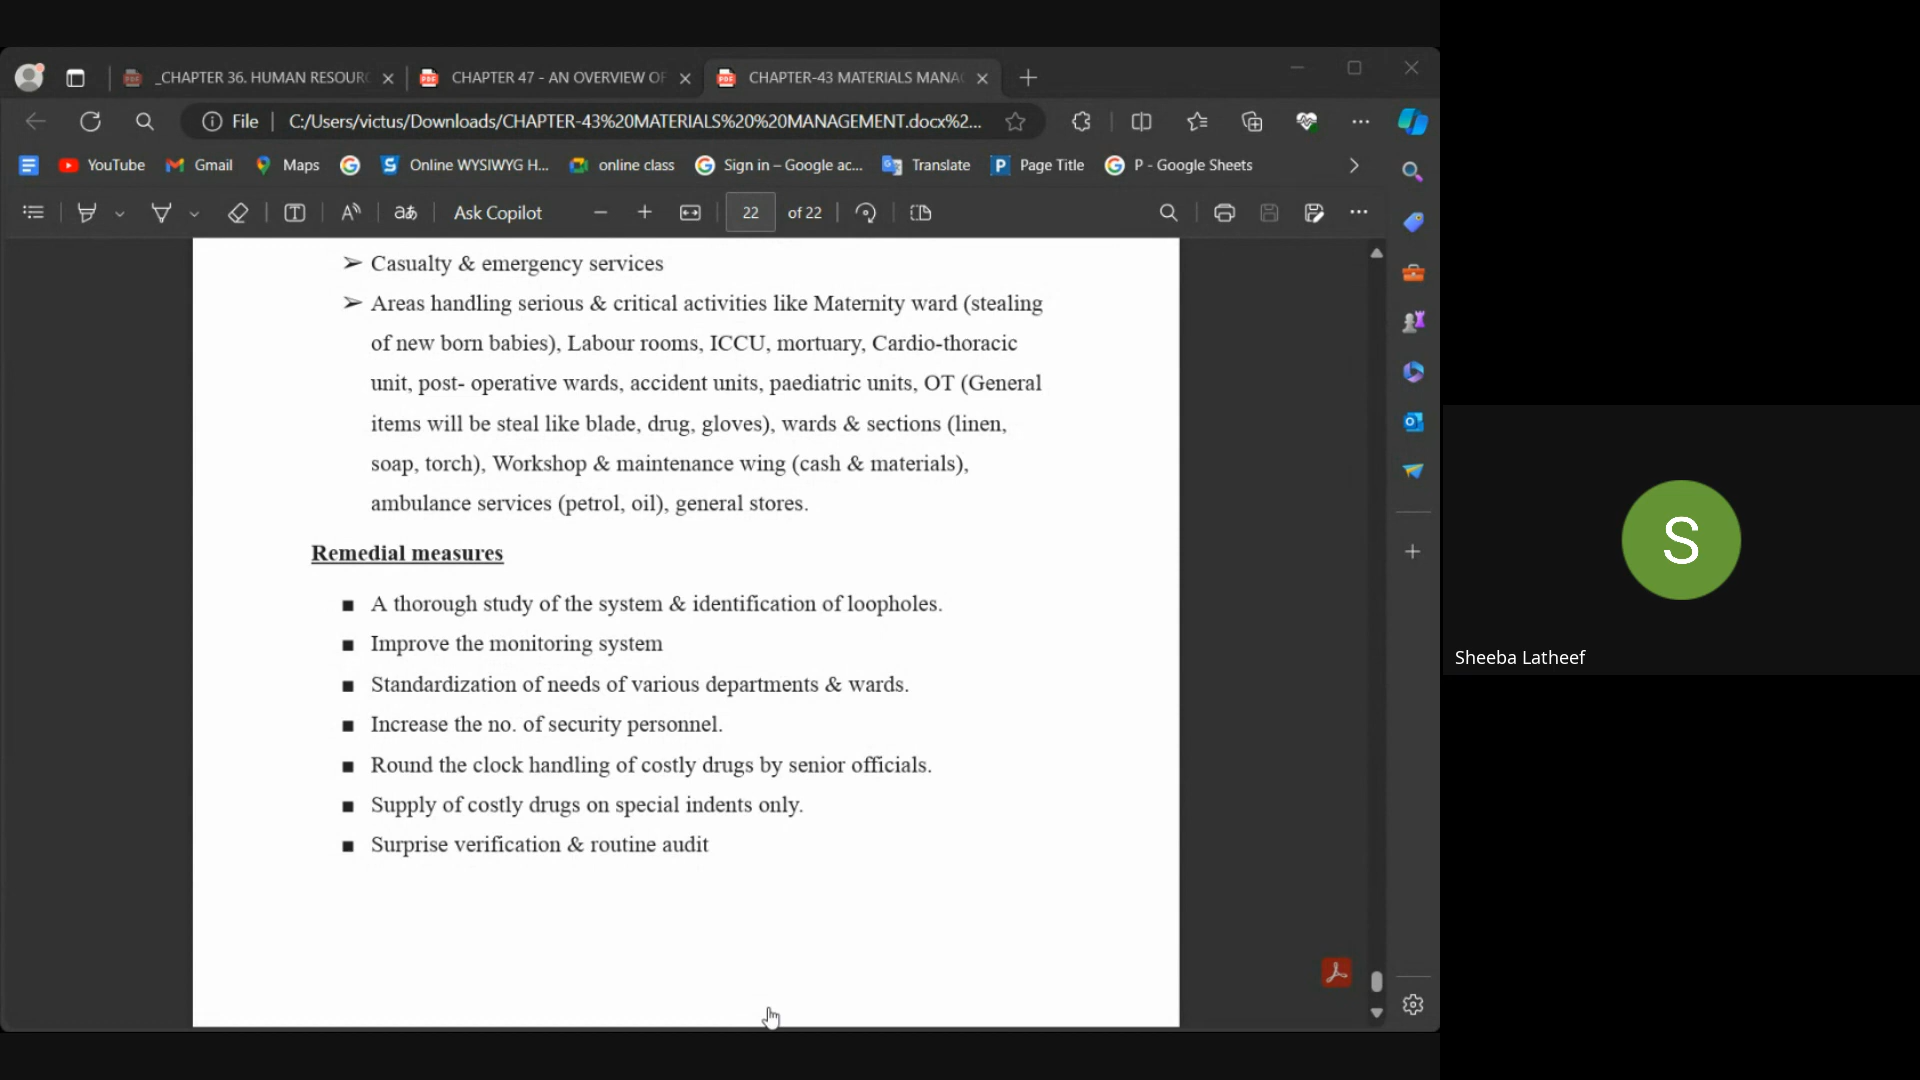 _CHAPTER 36. HUMAN RESOUR
CHAPTER 47 - AN OVERVIEW OF
CHAPTER-43 MATERIALS MANA
File
C:/Users/victus/Downloads/CHAPTER-43%20MATERIALS%20%20MANAGEMENT.docx%2...
YouTube
Gmail
Maps
Online WYSIWYG H...
online class
Sign in – Google ac...
Translate
Page Title
P - Google Sheets
Ask Copilot
22 of 22
➢ Casualty & emergency services
➢ Areas handling serious & critical activities like Maternity ward (stealing
of new born babies), Labour rooms, ICCU, mortuary, Cardio-thoracic
unit, post- operative wards, accident units, paediatric units, OT (General
items will be steal like blade, drug, gloves), wards & sections (linen,
soap, torch), Workshop & maintenance wing (cash & materials),
ambulance services (petrol, oil), general stores.
Remedial measures
■ A thorough study of the system & identification of loopholes.
■ Improve the monitoring system
■ Standardization of needs of various departments & wards.
■ Increase the no. of security personnel.
■ Round the clock handling of costly drugs by senior officials.
■ Supply of costly drugs on special indents only.
■ Surprise verification & routine audit
S
Sheeba Latheef